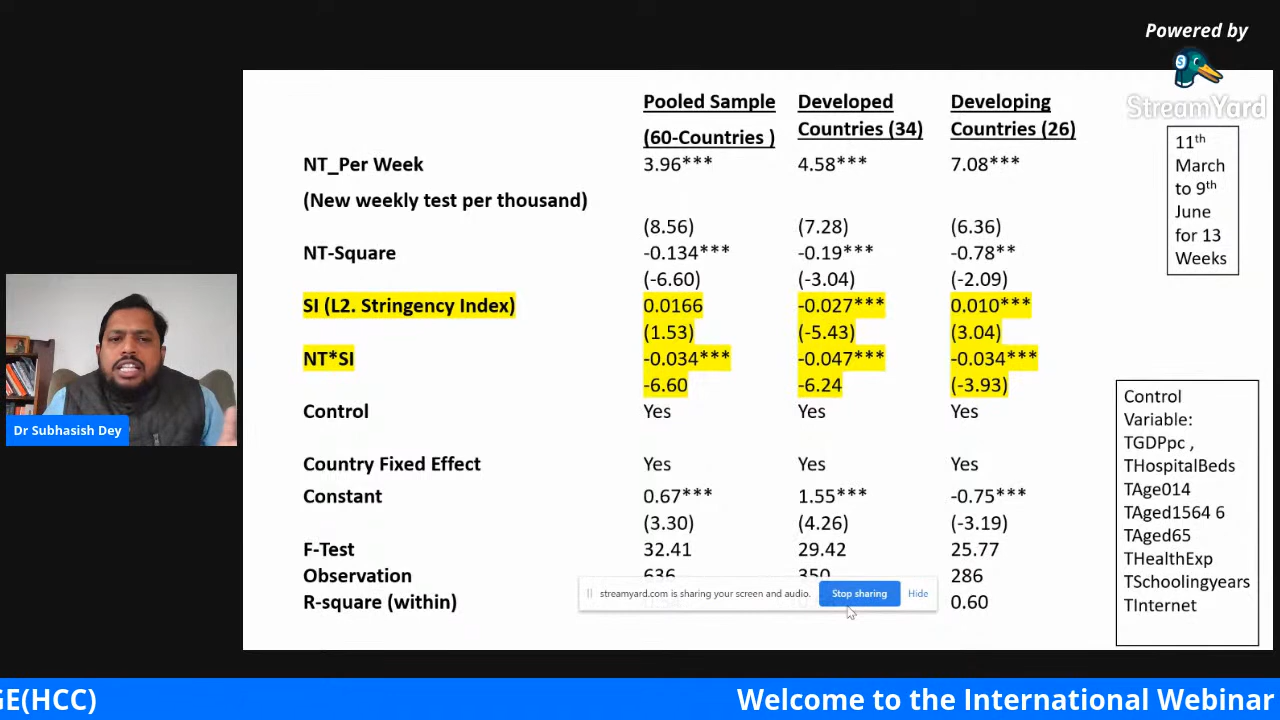 Powered by
StreamYard
Pooled Sample Developed Developing
(60-Countries ) Countries (34) Countries (26)
NT_Per Week 3.96*** 4.58*** 7.08***
(New weekly test per thousand)
(8.56) (7.28) (6.36)
NT-Square -0.134*** -0.19*** -0.78**
(-6.60) (-3.04) (-2.09)
SI (L2. Stringency Index) 0.0166 -0.027*** 0.010***
(1.53) (-5.43) (3.04)
NT*SI -0.034*** -0.047*** -0.034***
-6.60 -6.24 (-3.93)
Control Yes Yes Yes
Country Fixed Effect Yes Yes Yes
Constant 0.67*** 1.55*** -0.75***
(3.30) (4.26) (-3.19)
F-Test 32.41 29.42 25.77
Observation 636 350 286
R-square (within) 0.60
streamyard.com is sharing your screen and audio. Stop sharing Hide
11th
March
to 9th
June
for 13
Weeks
Control
Variable:
TGDPpc ,
THospitalBeds
TAge014
TAged1564 6
TAged65
THealthExp
TSchoolingyears
TInternet
Dr Subhasish Dey
GE(HCC) Welcome to the International Webinar